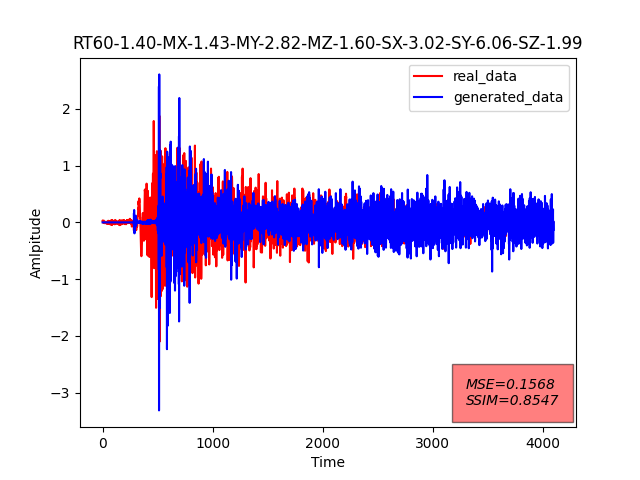 RT60-1.40-MX-1.43-MY-2.82-MZ-1.60-SX-3.02-SY-6.06-SZ-1.99
real_data
generated_data
2
1
0
−1
−2
−3
Amlpitude
MSE=0.1568
SSIM=0.8547
0 1000 2000 3000 4000
Time